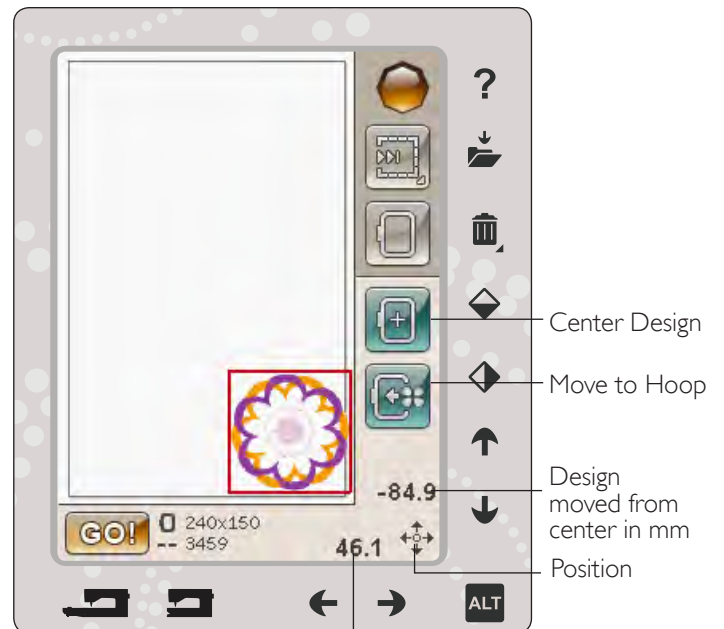 ?
Center Design
Move to Hoop
-84.9
Design
moved from
center in mm
GO!
240x150
-- 3459
46.1
Position
ALT